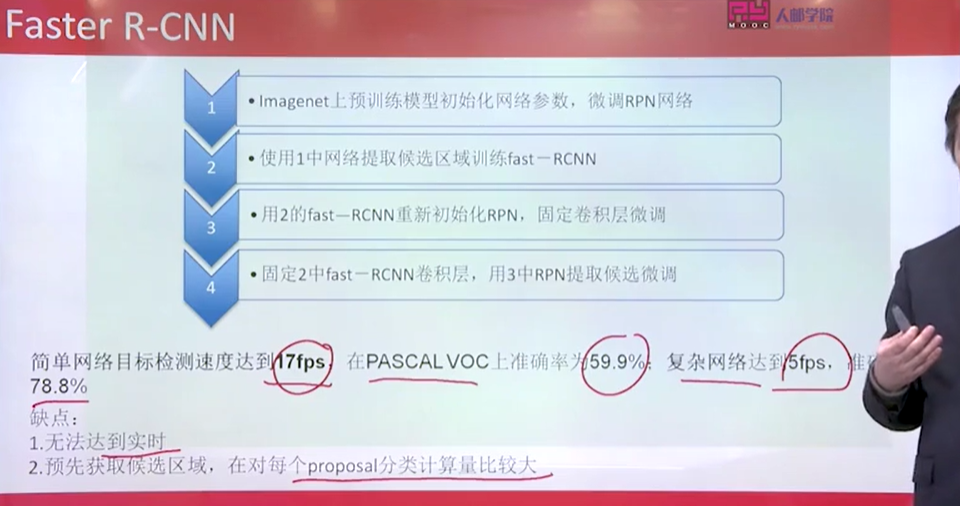 Faster R-CNN
MOOC
人邮学院
1
• Imagenet上预训练模型初始化网络参数，微调RPN网络
2
• 使用1中网络提取候选区域训练fast－RCNN
3
• 用2的fast—RCNN重新初始化RPN，固定卷积层微调
4
• 固定2中fast－RCNN卷积层，用3中RPN提取候选微调
简单网络目标检测速度达到17fps，在PASCAL VOC上准确率为59.9%；复杂网络达到5fps，准
78.8%
缺点：
1.无法达到实时
2.预先获取候选区域，在对每个proposal分类计算量比较大